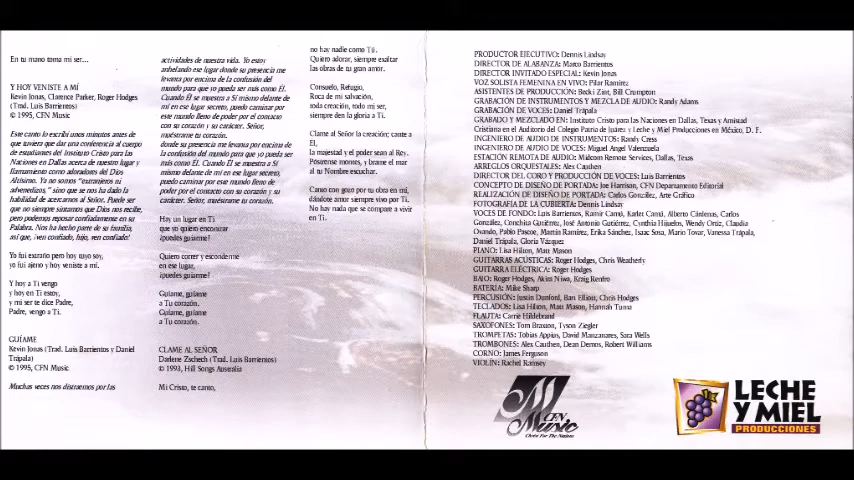 En tu mano toma mi ser...
Y HOY VENISTE A MÍ
Kevin Jonas, Clarence Parker, Roger Hodges
(Trad. Luis Barrientos)
© 1995, CFN Music
Este canto lo escribí unos minutos antes de
que tuviera que dar una conferencia al cuerpo
de estudiantes del Instituto Cristo para las
Naciones en Dallas acerca de nuestro lugar y
llamamiento como adoradores del Dios
Altísimo. Ya no somos "extranjeros ni
advenedizos," sino que se nos ha dado la
habilidad de acercarnos al Señor. Puede ser
que no siempre sintamos que Dios nos recibe,
pero podemos reposar confiadamente en su
Palabra. Nos ha hecho parte de su familia,
así que, ¡ven confiado, hijo, ven confiado!
Yo fui extraño pero hoy tuyo soy,
yo fui ajeno y hoy veniste a mí.
Y hoy a Ti vengo
y hoy en Ti estoy,
y mi ser te dice Padre,
Padre, vengo a Ti.
GUÍAME
Kevin Jonas (Trad. Luis Barrientos y Daniel
Trápala)
© 1995, CFN Music
Muchas veces nos distraemos por las
actividades de nuestra vida. Yo estoy
anhelando ese lugar donde su presencia me
levanta por encima de la confusión del
mundo para que yo pueda ser más como Él.
Cuando Él se muestra a Sí mismo delante de
mí en ese lugar secreto, puedo caminar por
este mundo lleno de poder por el contacto
con su corazón y su carácter. Señor,
muéstrame tu corazón.
donde su presencia me levanta por encima de
la confusión del mundo para que yo pueda ser
más como Él. Cuando Él se muestra a Sí
mismo delante de mí en ese lugar secreto,
puedo caminar por este mundo lleno de
poder por el contacto con su corazón y su
carácter. Señor, muéstrame tu corazón.
Hay un lugar en Ti
que yo quiero encontrar
¡puedes guiarme!
Quiero correr y esconderme
en ese lugar,
¡puedes guiarme!
Guíame, guíame
a Tu corazón,
Guíame, guíame
a Tu corazón.
CLAME AL SEÑOR
Darlene Zschech (Trad. Luis Barrientos)
© 1993, Hill Songs Australia
Mi Cristo, te canto,
no hay nadie como Ti.
Quiero adorar, siempre exaltar
las obras de tu gran amor.
Consuelo, Refugio,
Roca de mi salvación,
toda creación, todo mi ser,
siempre den la gloria a Ti.
Clame al Señor la creación; cante a
El,
la majestad y el poder sean al Rey.
Póstrense montes, y brame el mar
al tu Nombre escuchar.
Canto con gozo por tu obra en mi,
dándote amor siempre vivo por Ti.
No hay nada que se compare a vivir
en Ti.
PRODUCTOR EJECUTIVO: Dennis Lindsay
DIRECTOR DE ALABANZA: Marco Barrientos
DIRECTOR INVITADO ESPECIAL: Kevin Jonas
VOZ SOLISTA FEMENINA EN VIVO: Pilar Ramírez
ASISTENTES DE PRODUCCIÓN: Becki Zint, Bill Crumpton
GRABACIÓN DE INSTRUMENTOS Y MEZCLA DE AUDIO: Randy Adams
GRABACIÓN DE VOCES: Daniel Trápala
GRABADO Y MEZCLADO EN: Instituto Cristo para las Naciones en Dallas, Texas y Amistad
Cristiana en el Auditorio del Colegio Patria de Juárez y Leche y Miel Producciones en México, D. F.
INGENIERO DE AUDIO DE INSTRUMENTOS: Randy Cress
INGENIERO DE AUDIO DE VOCES: Miguel Angel Valenzuela
ESTACIÓN REMOTA DE AUDIO: Midcom Remote Services, Dallas, Texas
ARREGLOS ORQUESTALES: Alex Cauthen
DIRECTOR DEL CORO Y PRODUCCIÓN DE VOCES: Luis Barrientos
CONCEPTO DE DISEÑO DE PORTADA: Joe Harrison, CFN Departamento Editorial
REALIZACIÓN DE DISEÑO DE PORTADA: Carlos González, Arte Gráfico
FOTOGRAFÍA DE LA CUBIERTA: Dennis Lindsay
VOCES DE FONDO: Luis Barrientos, Ramir Camú, Karlet Camú, Alberto Cárdenas, Carlos
González, Conchita Gutiérrez, José Antonio Gutiérrez, Cynthia Hijuelos, Wendy Ortiz, Claudia
Ovando, Pablo Pascoe, Martín Ramírez, Erika Sánchez, Isaac Sosa, Mario Tovar, Vanessa Trápala,
Daniel Trápala, Gloria Vázquez
PIANO: Lisa Hilton, Matt Mason
GUITARRAS ACÚSTICAS: Roger Hodges, Chris Weatherly
GUITARRA ELÉCTRICA: Roger Hodges
BAJO: Roger Hodges, Akira Niwa, Kraig Renfro
BATERÍA: Mike Sharp
PERCUSIÓN: Justin Dunford, Bart Elliott, Chris Hodges
TECLADOS: Lisa Hilton, Matt Mason, Hannah Tuma
FLAUTA: Carrie Hildebrand
SAXOFONES: Tom Braxton, Tyson Ziegler
TROMPETAS: Tobias Appius, David Manzanares, Sara Wells
TROMBONES: Alex Cauthen, Dean Demos, Robert Williams
CORNO: James Ferguson
VIOLÍN: Rachel Ramsey
CFN
Music
Christ For The Nations
LECHE
Y MIEL
PRODUCCIONES